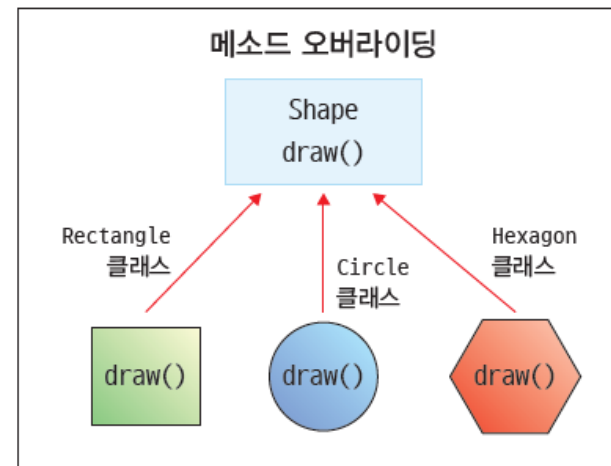 메소드 오버라이딩
Shape
draw()
Rectangle
클래스
Circle
클래스
Hexagon
클래스
draw()
draw()
draw()